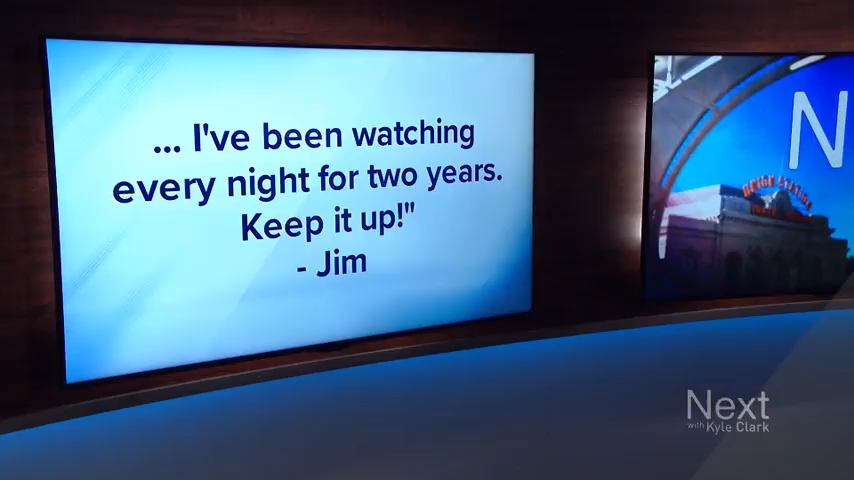 ... I've been watching
every night for two years.
Keep it up!"
- Jim
N
UNION STATION
Next
with Kyle Clark